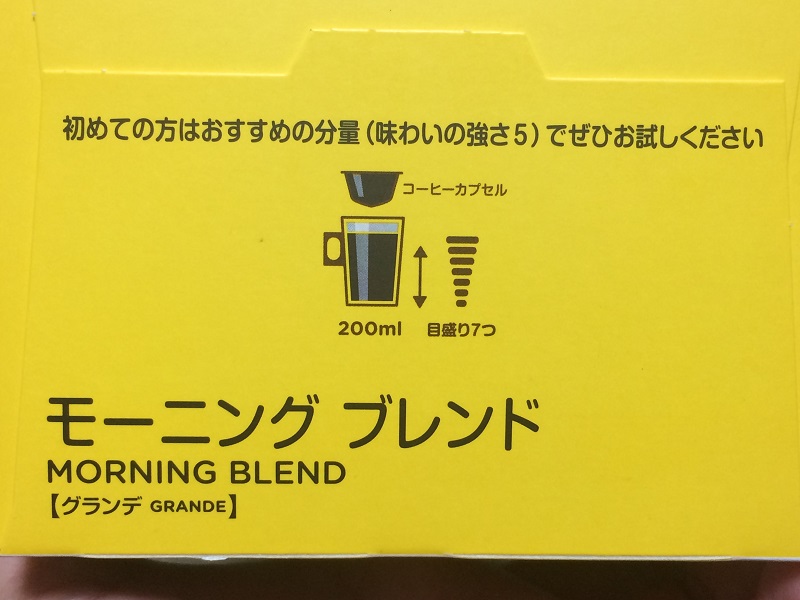 初めての方はおすすめの分量(味わいの強さ5)でぜひお試しください
コーヒーカプセル
200ml 目盛り7つ
モーニング ブレンド
MORNING BLEND
【グランデ GRANDE】